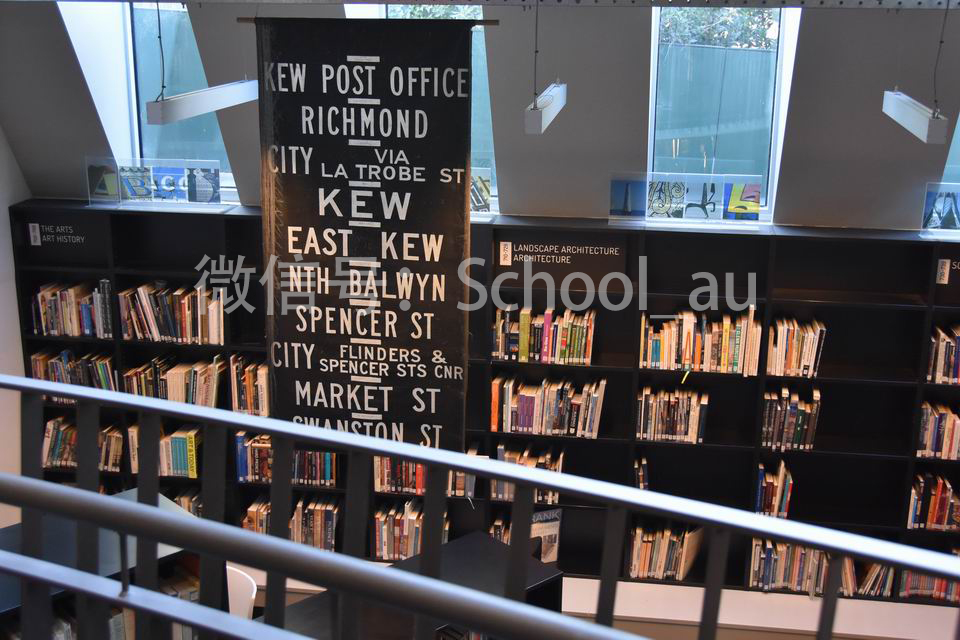 KEW POST OFFICE
RICHMOND
CITY VIA
LA TROBE ST
KEW
EAST KEW
NTH BALWYN
SPENCER ST
CITY FLINDERS &
SPENCER STS CNR
MARKET ST
SWANSTON ST
THE ARTS
ART HISTORY
LANDSCAPE ARCHITECTURE
ARCHITECTURE
微信号：School_au